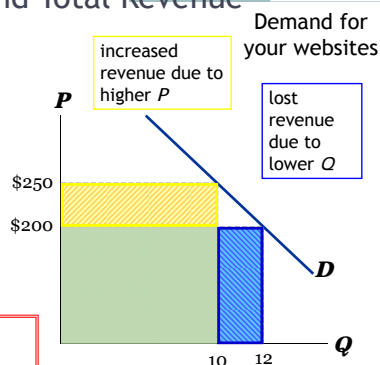 nd Total Revenue
Demand for
your websites
increased
revenue due to
higher P
lost
revenue
due to
lower Q
P
$250
$200
D
Q
10
12